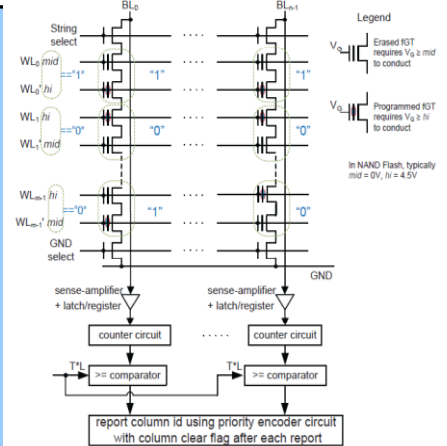 BL0
BLn-1
Legend
String
select
WL0 mid
=="1"
"1"
"1"
WL0' hi
WL1 hi
=="0"
"0"
"0"
WL1' mid
WLm-1 hi
=="0"
"1"
"0"
WLm-1' mid
GND
select
GND
VG
Erased fGT
requires VG ≥ mid
to conduct
VG
Programmed fGT
requires VG ≥ hi
to conduct
In NAND Flash, typically
mid = 0V, hi = 4.5V
sense-amplifier
+ latch/register
sense-amplifier
+ latch/register
counter circuit
counter circuit
T*L
>= comparator
T*L
>= comparator
report column id using priority encoder circuit
with column clear flag after each report